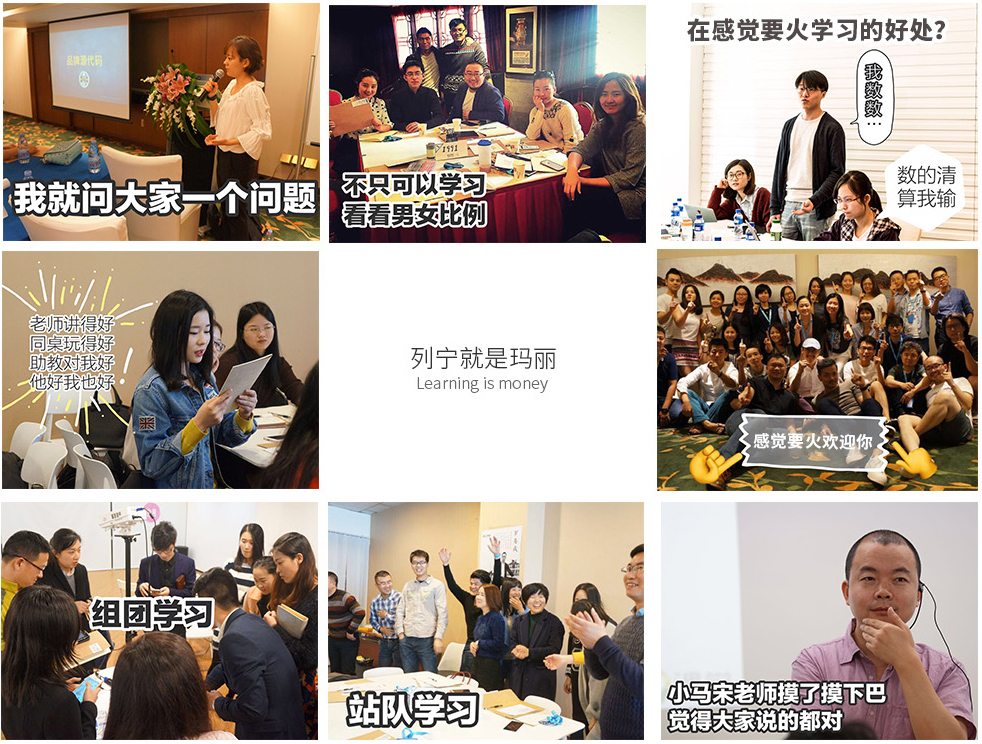 品牌源代码
我就问大家一个问题
不只可以学习
看看男女比例
在感觉要火学习的好处?
我数数…
数的清
算我输
老师讲得好
同桌玩得好
助教对我好
他好我也好
列宁就是玛丽
Learning is money
感觉要火欢迎你
组团学习
站队学习
小马宋老师摸了摸下巴
觉得大家说的都对